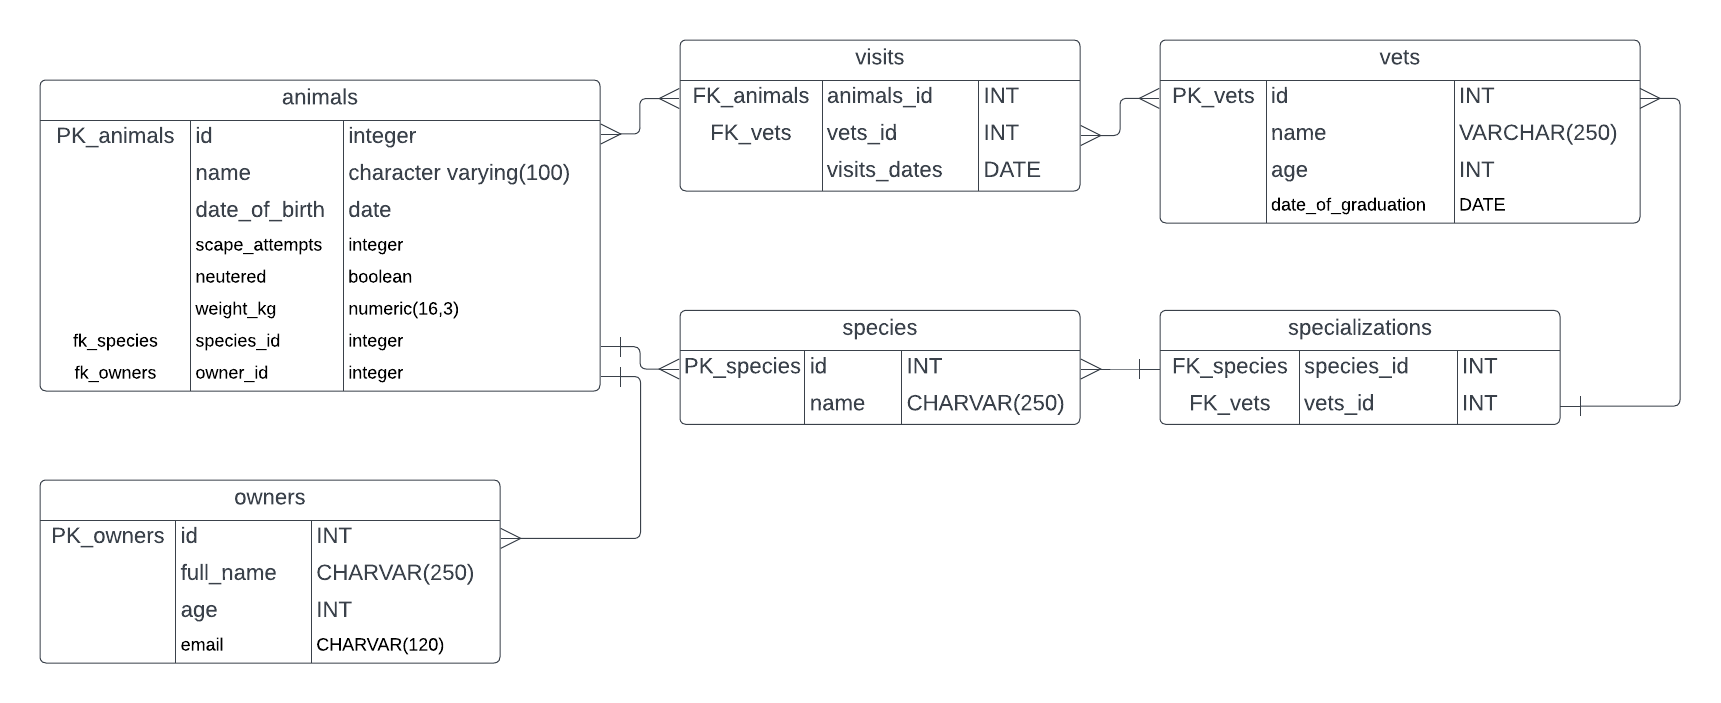 animals
PK_animals id integer
name character varying(100)
date_of_birth date
scape_attempts integer
neutered boolean
weight_kg numeric(16,3)
fk_species species_id integer
fk_owners owner_id integer
visits
FK_animals animals_id INT
FK_vets vets_id INT
visits_dates DATE
vets
PK_vets id INT
name VARCHAR(250)
age INT
date_of_graduation DATE
species
PK_species id INT
name CHARVAR(250)
specializations
FK_species species_id INT
FK_vets vets_id INT
owners
PK_owners id INT
full_name CHARVAR(250)
age INT
email CHARVAR(120)